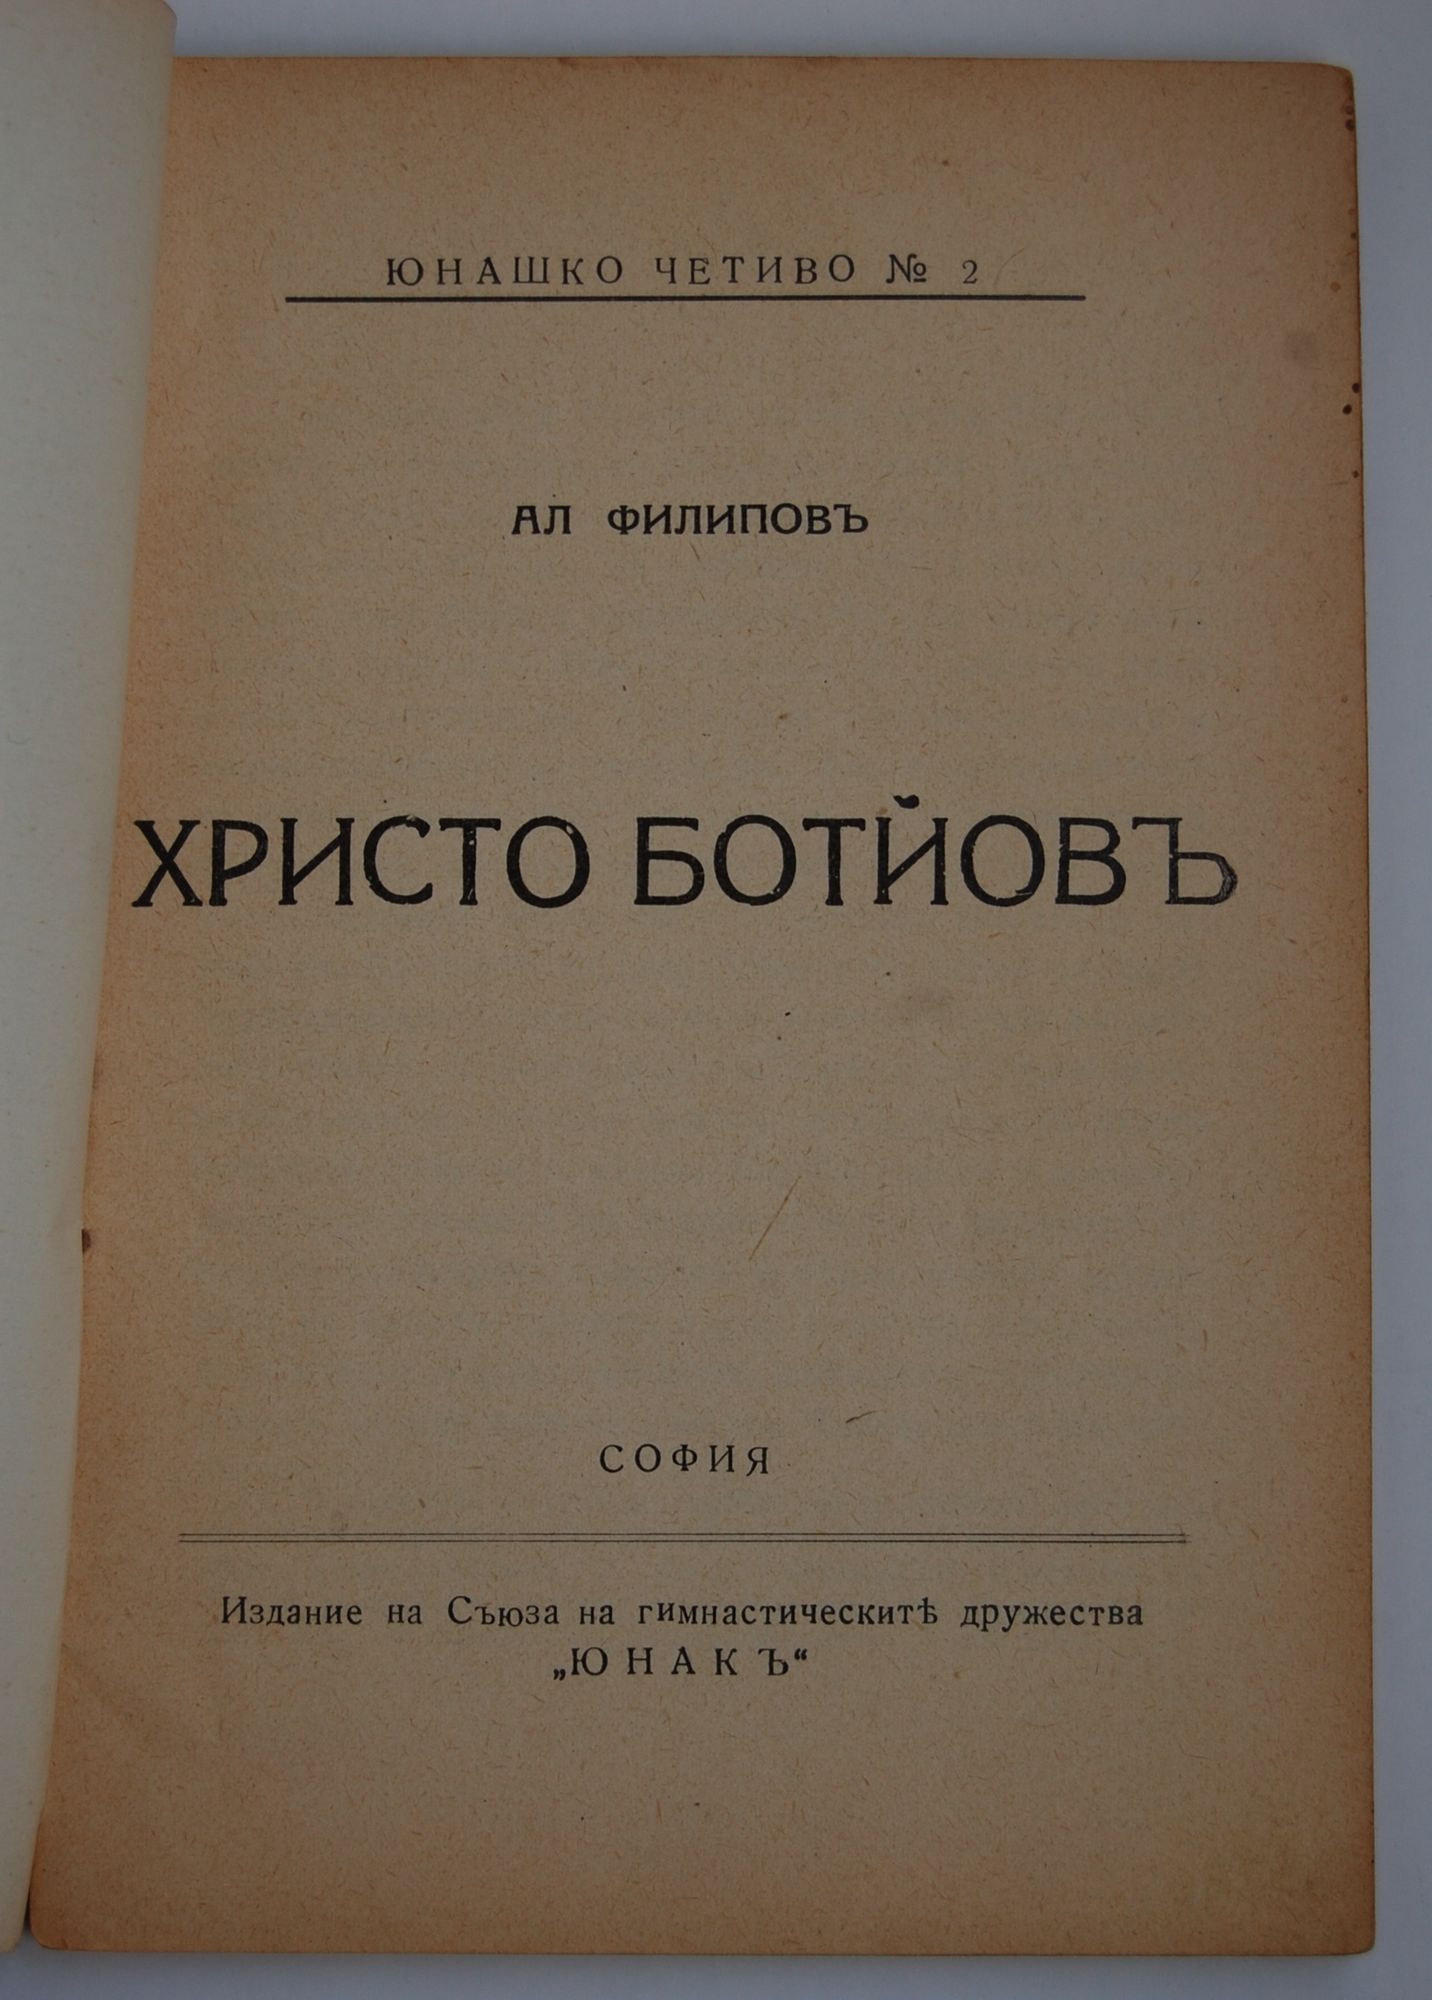 ЮНАШКО ЧЕТИВО № 2
АЛ ФИЛИПОВЪ
ХРИСТО БОТЙОВЪ
СОФИЯ
Издание на Съюза на гимнастическитѣ дружества
„ЮНАКЪ“